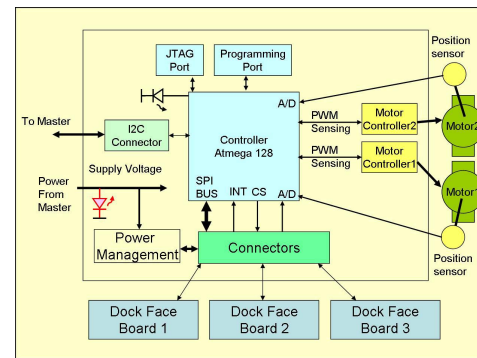 JTAG
Port
Programming
Port
Position
sensor
A/D
To Master
I2C
Connector
Controller
Atmega 128
PWM
Sensing
Motor
Controller2
Motor2
PWM
Sensing
Motor
Controller1
Supply Voltage
Power
From
Master
SPI
BUS
INT CS
A/D
Motor1
Power
Management
Connectors
Position
sensor
Dock Face
Board 1
Dock Face
Board 2
Dock Face
Board 3